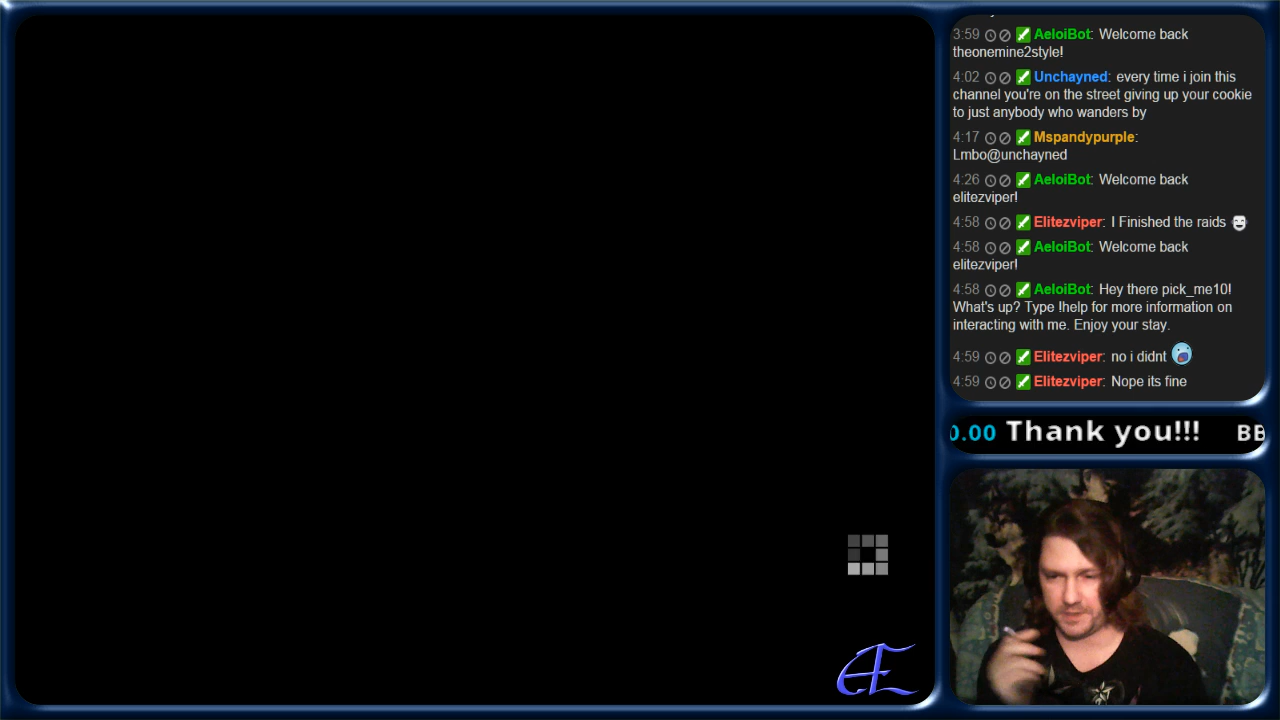 3:59 AeloiBot: Welcome back
theonemine2style!
4:02 Unchayned: every time i join this
channel you're on the street giving up your cookie
to just anybody who wanders by
4:17 Mspandypurple:
Lmbo@unchayned
4:26 AeloiBot: Welcome back
elitezviper!
4:58 Elitezviper: I Finished the raids
4:58 AeloiBot: Welcome back
elitezviper!
4:58 AeloiBot: Hey there pick_me10!
What's up? Type !help for more information on
interacting with me. Enjoy your stay.
4:59 Elitezviper: no i didnt
4:59 Elitezviper: Nope its fine
0.00 Thank you!!! BE